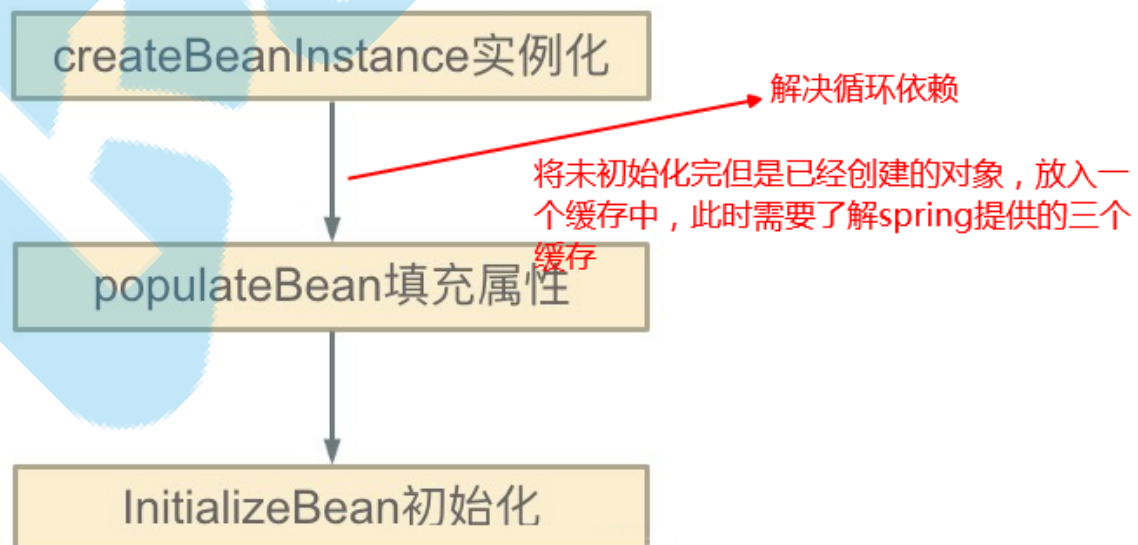 createBeanInstance实例化
解决循环依赖
将未初始化完但是已经创建的对象，放入一
个缓存中，此时需要了解spring提供的三个
缓存
populateBean填充属性
InitializeBean初始化